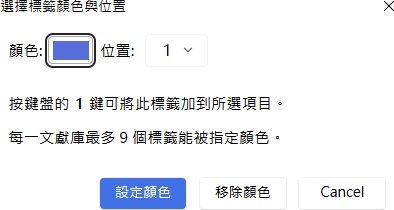 選擇標籤顏色與位置
顏色: 位置: 1
按鍵盤的 1 鍵可將此標籤加到所選項目。
每一文獻庫最多 9 個標籤能被指定顏色。
設定顏色 移除顏色 Cancel